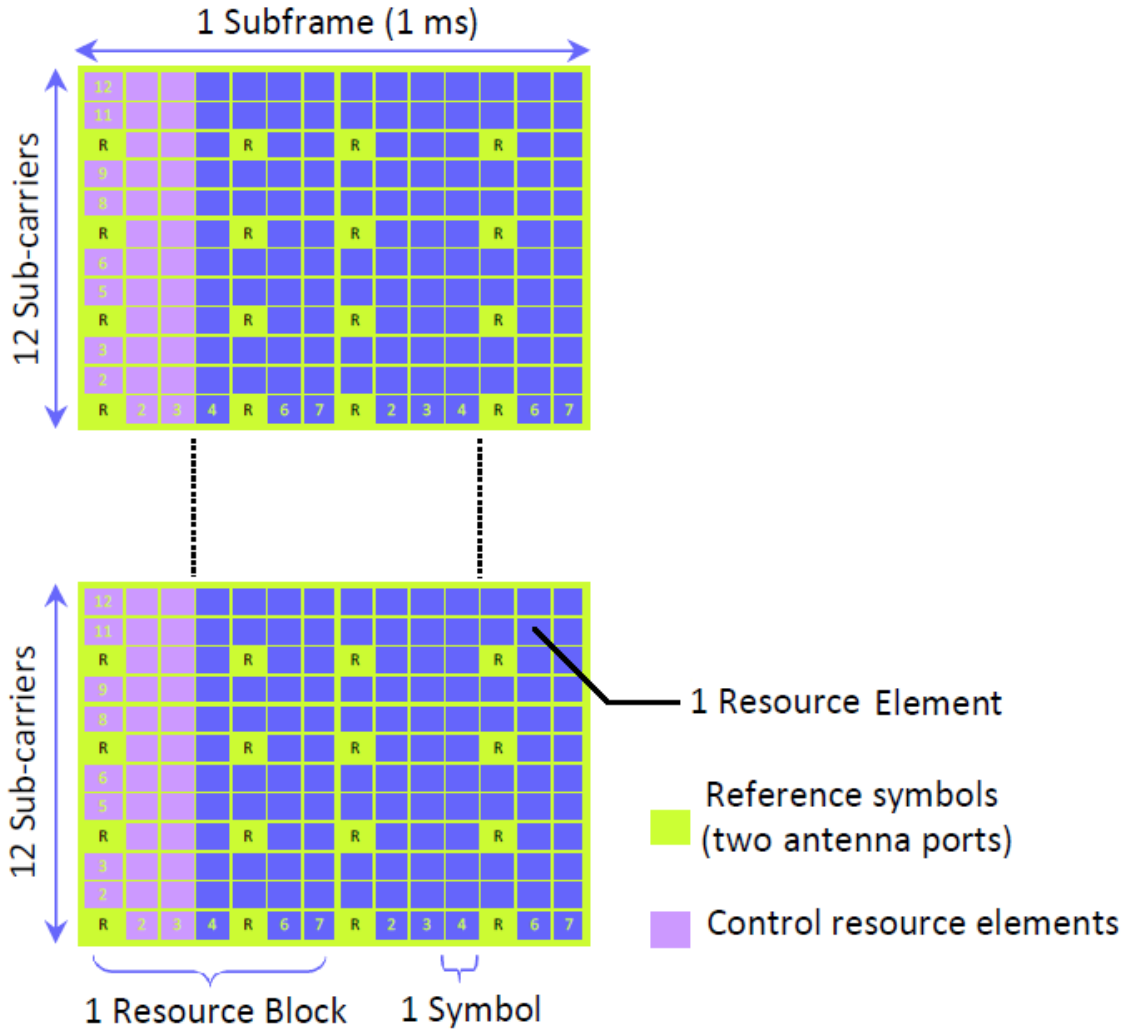 1 Subframe (1 ms)
12 Sub-carriers
12
11
R R R R
9
8
R R R R
6
5
R R R R
3
2
R 2 3 4 R 6 7 R 2 3 4 R 6 7
12 Sub-carriers
12
11
R R R R
9
8
R R R R
6
5
R R R R
3
2
R 2 3 4 R 6 7 R 2 3 4 R 6 7
1 Resource Element
Reference symbols
(two antenna ports)
Control resource elements
1 Resource Block
1 Symbol